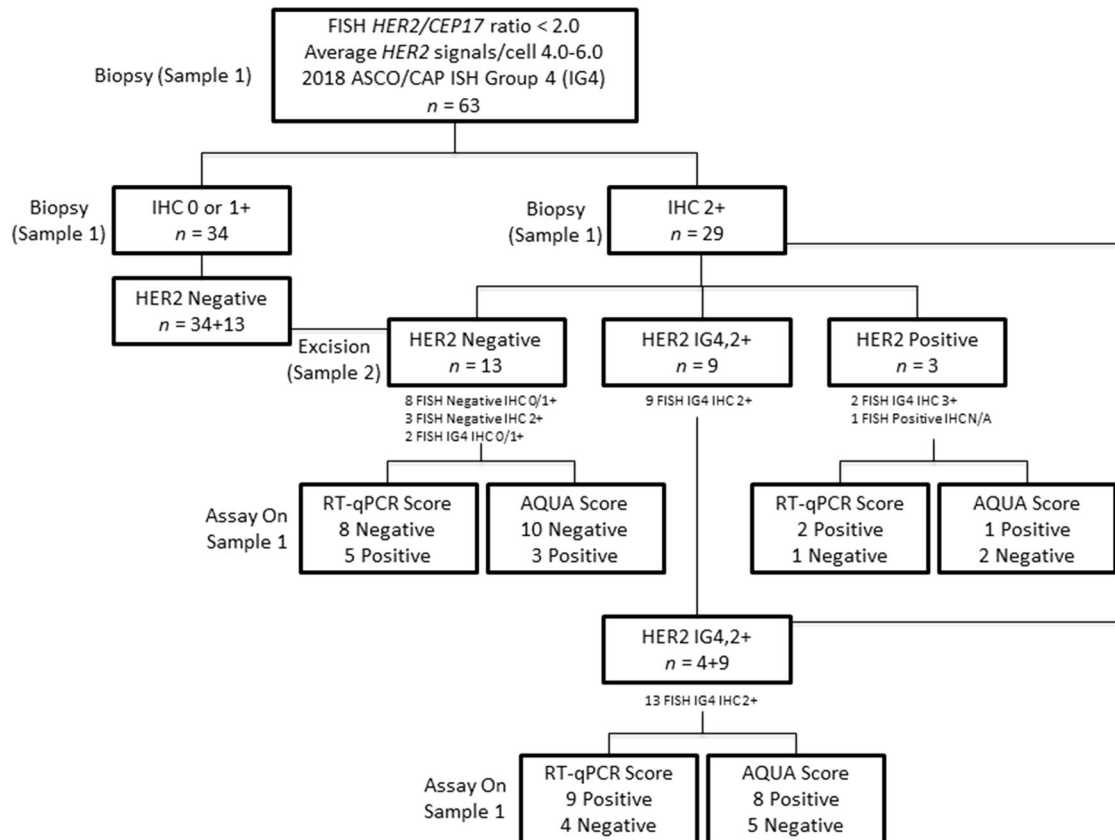 FISH HER2/CEP17 ratio < 2.0
Average HER2 signals/cell 4.0-6.0
2018 ASCO/CAP ISH Group 4 (IG4)
n = 63
Biopsy (Sample 1)
Biopsy
(Sample 1)
IHC 0 or 1+
n = 34
Biopsy
(Sample 1)
IHC 2+
n = 29
HER2 Negative
n = 34+13
Excision
(Sample 2)
HER2 Negative
n = 13
8 FISH Negative IHC 0/1+
3 FISH Negative IHC 2+
2 FISH IG4 IHC 0/1+
HER2 IG4,2+
n = 9
9 FISH IG4 IHC 2+
HER2 Positive
n = 3
2 FISH IG4 IHC 3+
1 FISH Positive IHC N/A
Assay On
Sample 1
RT-qPCR Score
8 Negative
5 Positive
AQUA Score
10 Negative
3 Positive
RT-qPCR Score
2 Positive
1 Negative
AQUA Score
1 Positive
2 Negative
HER2 IG4,2+
n = 4+9
13 FISH IG4 IHC 2+
Assay On
Sample 1
RT-qPCR Score
9 Positive
4 Negative
AQUA Score
8 Positive
5 Negative